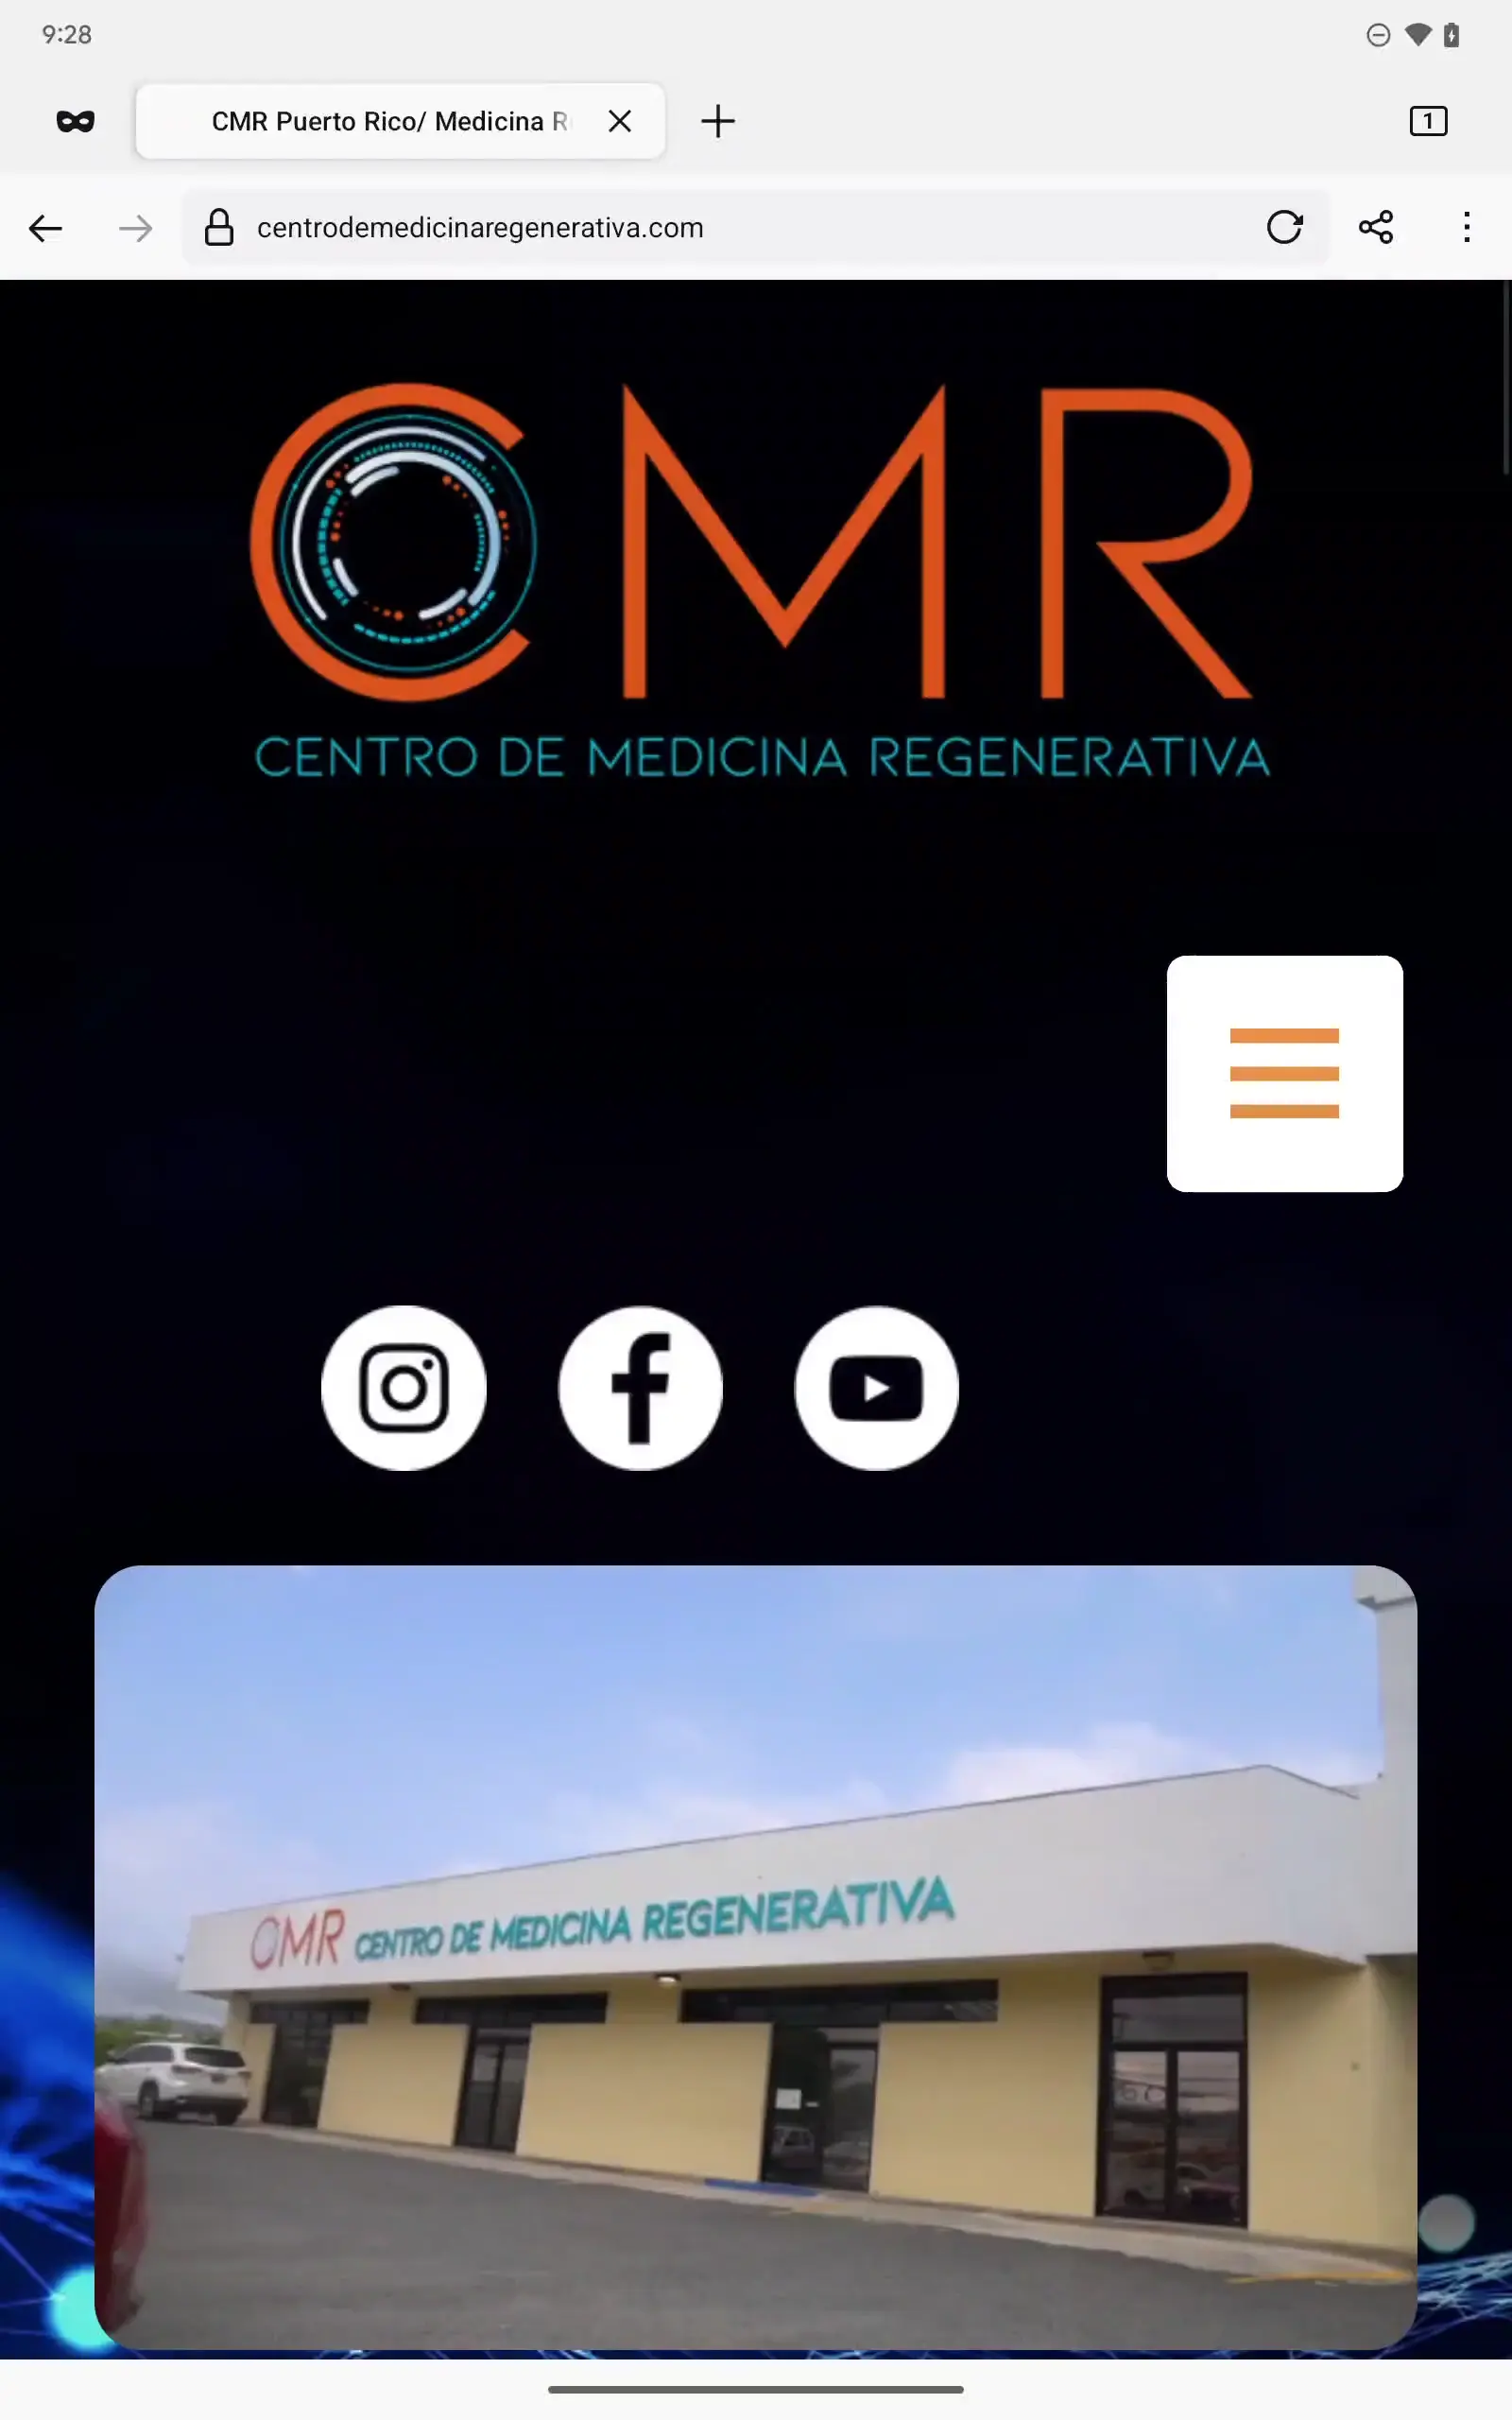 9:28
CMR Puerto Rico/ Medicina R
1
centrodemedicinaregenerativa.com
CMR
CENTRO DE MEDICINA REGENERATIVA
CMR CENTRO DE MEDICINA REGENERATIVA